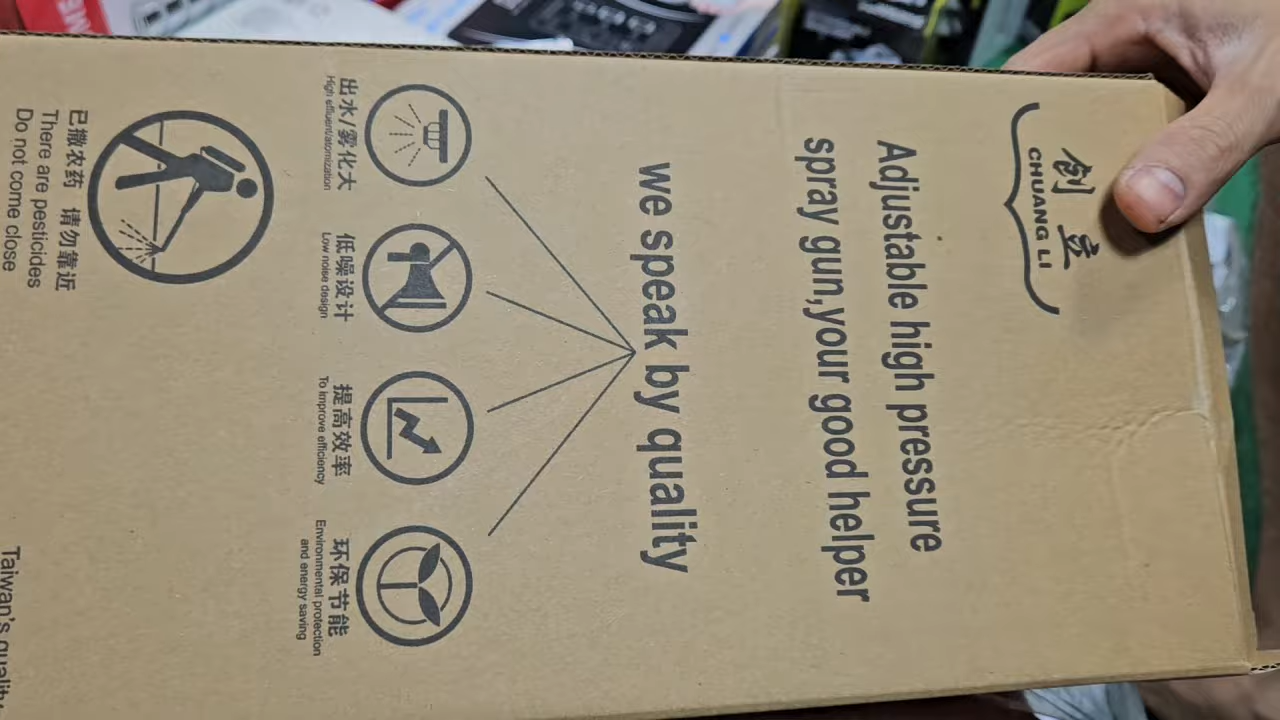 创立
CHUANG LI
Adjustable high pressure
spray gun,your good helper
we speak by quality
出水/雾化大
High effluent/atomization
低噪设计
Low noise design
提高效率
To improve efficiency
环保节能
Environmental protection
and energy saving
已撒农药 请勿靠近
There are pesticides
Do not come close
Taiwan's quality